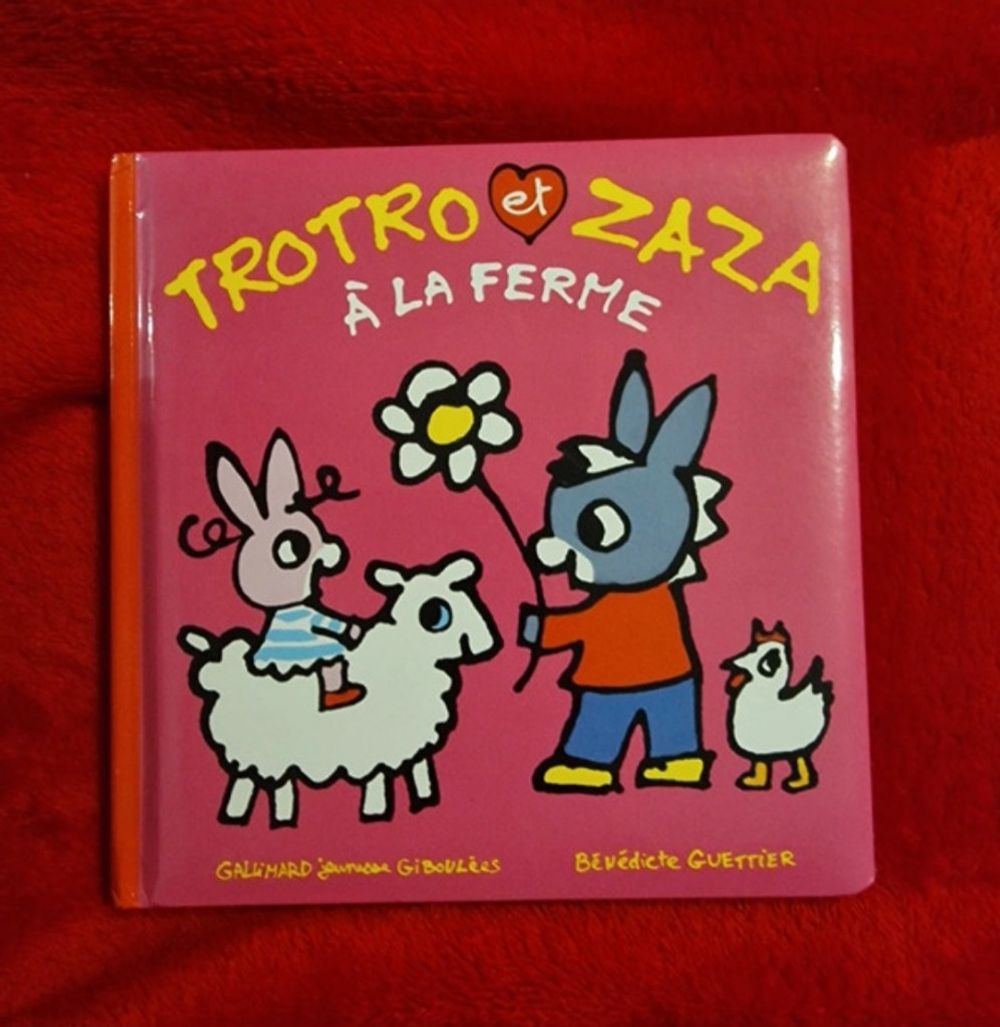 TROTRO et ZAZA
À LA FERME
GALLIMARD jeunesse GIBOULÉES
BÉNÉDICTE GUETTIER